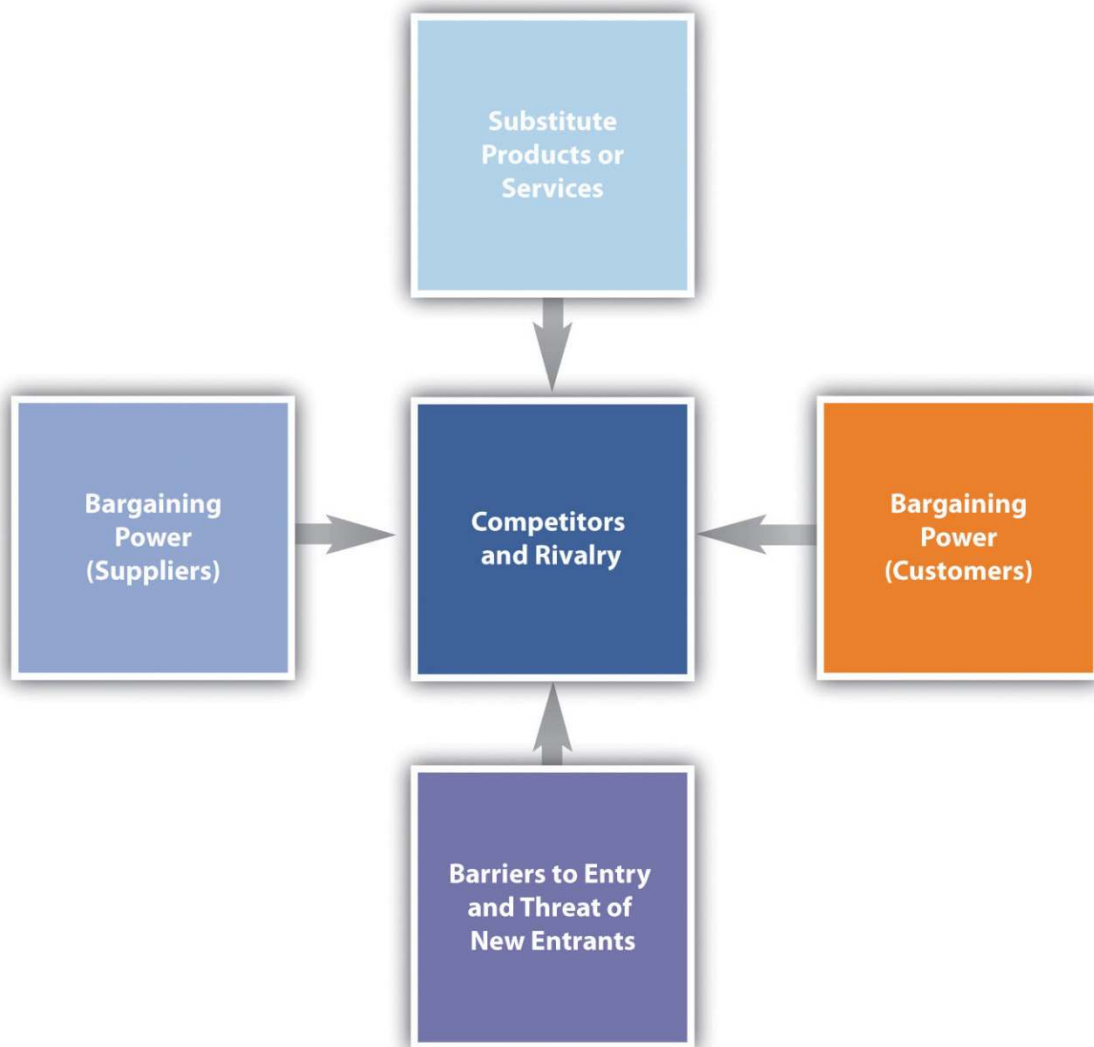 Substitute
Products or
Services
Bargaining
Power
(Suppliers)
Competitors
and Rivalry
Bargaining
Power
(Customers)
Barriers to Entry
and Threat of
New Entrants